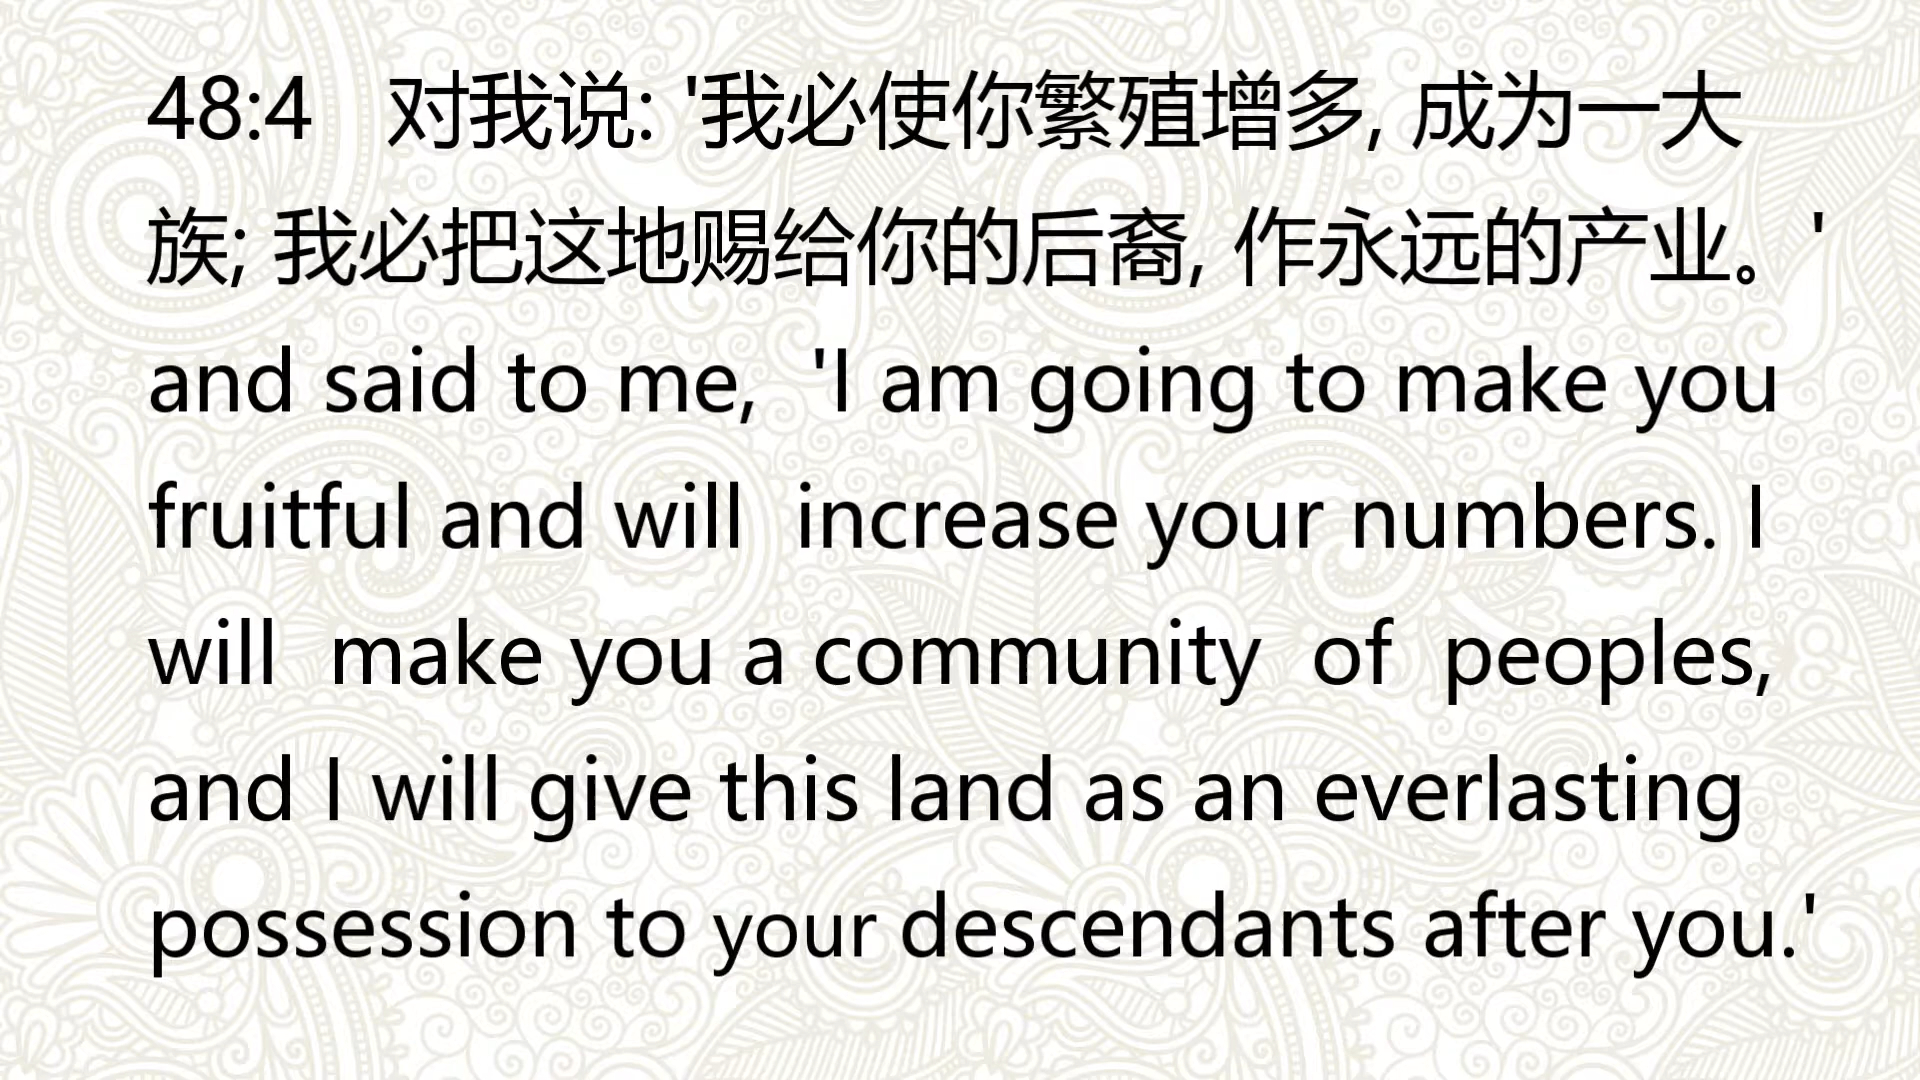 48:4 对我说: '我必使你繁殖增多, 成为一大
族; 我必把这地赐给你的后裔, 作永远的产业。'
and said to me, 'I am going to make you
fruitful and will increase your numbers. I
will make you a community of peoples,
and I will give this land as an everlasting
possession to your descendants after you.'